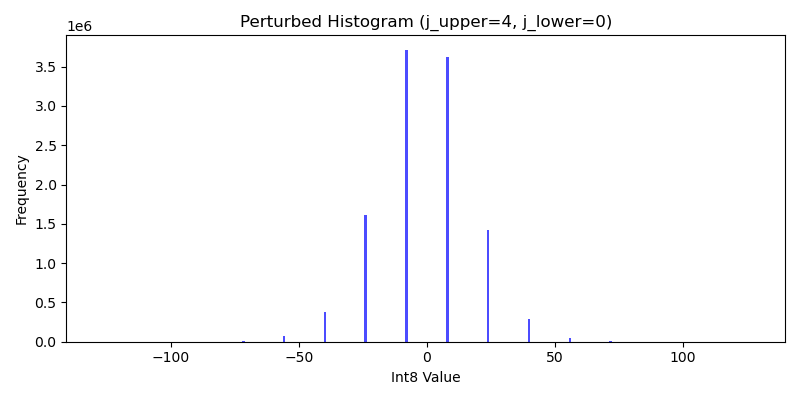 Perturbed Histogram (j_upper=4, j_lower=0)
1e6
3.5
3.0
2.5
2.0
1.5
1.0
0.5
0.0
Frequency
−100 −50 0 50 100
Int8 Value